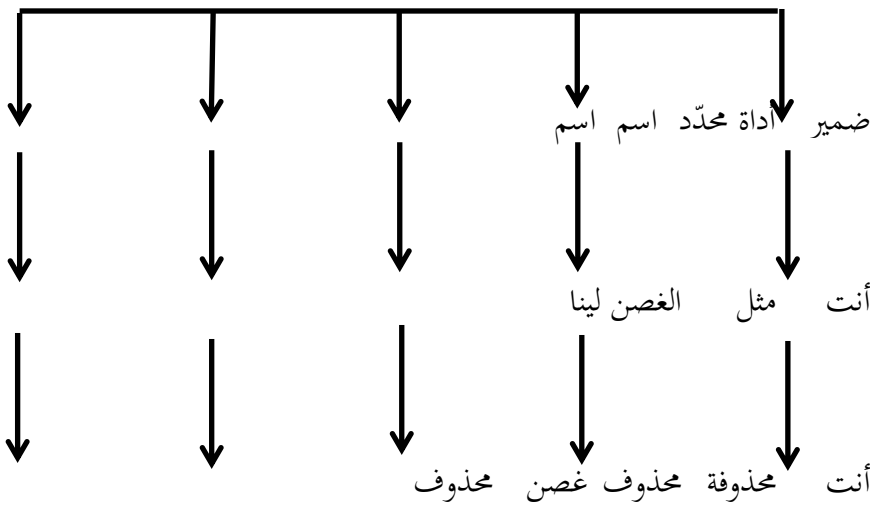 ضمير أداة محدّد اسم اسم
أنت مثل الغصن لينا
أنت محذوفة محذوف غصن محذوف